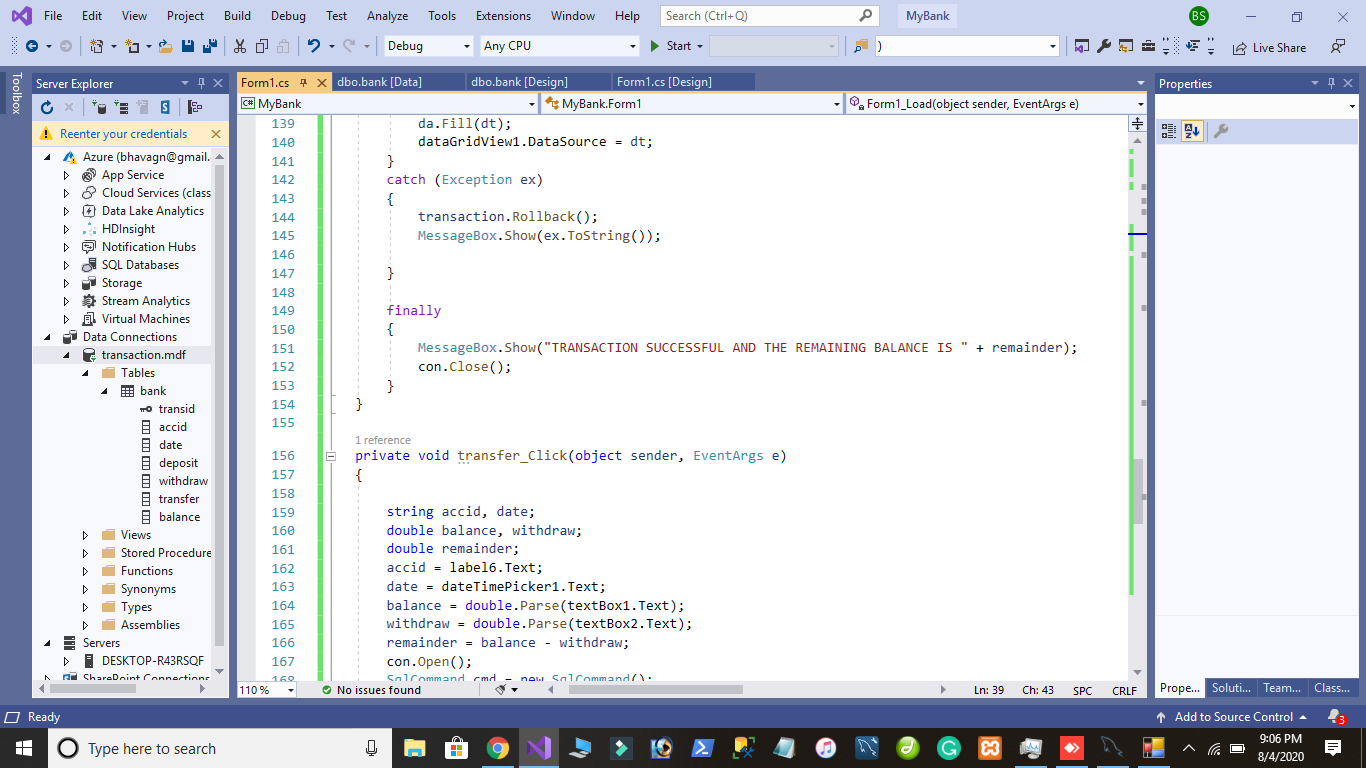 File Edit View Project Build Debug Test Analyze Tools Extensions Window Help Search (Ctrl+Q) MyBank BS
Debug Any CPU Start ) Live Share
Toolbox
Server Explorer
Reenter your credentials
Azure (bhavagn@gmail.
App Service
Cloud Services (class
Data Lake Analytics
HDInsight
Notification Hubs
SQL Databases
Storage
Stream Analytics
Virtual Machines
Data Connections
transaction.mdf
Tables
bank
transid
accid
date
deposit
withdraw
transfer
balance
Views
Stored Procedure
Functions
Synonyms
Types
Assemblies
Servers
DESKTOP-R43RSQF
SharePoint Connections
Form1.cs dbo.bank [Data] dbo.bank [Design] Form1.cs [Design]
MyBank MyBank.Form1 Form1_Load(object sender, EventArgs e)
139 da.Fill(dt);
140 dataGridView1.DataSource = dt;
141 }
142 catch (Exception ex)
143 {
144 transaction.Rollback();
145 MessageBox.Show(ex.ToString());
146
147 }
148
149 finally
150 {
151 MessageBox.Show("TRANSACTION SUCCESSFUL AND THE REMAINING BALANCE IS " + remainder);
152 con.Close();
153 }
154 }
155
1 reference
156 private void transfer_Click(object sender, EventArgs e)
157 {
158
159 string accid, date;
160 double balance, withdraw;
161 double remainder;
162 accid = label6.Text;
163 date = dateTimePicker1.Text;
164 balance = double.Parse(textBox1.Text);
165 withdraw = double.Parse(textBox2.Text);
166 remainder = balance - withdraw;
167 con.Open();
168 SqlCommand cmd = new SqlCommand();
110 % No issues found Ln: 39 Ch: 43 SPC CRLF
Properties
Prope... Soluti... Team... Class...
Ready Add to Source Control 3
Type here to search
9:06 PM
8/4/2020